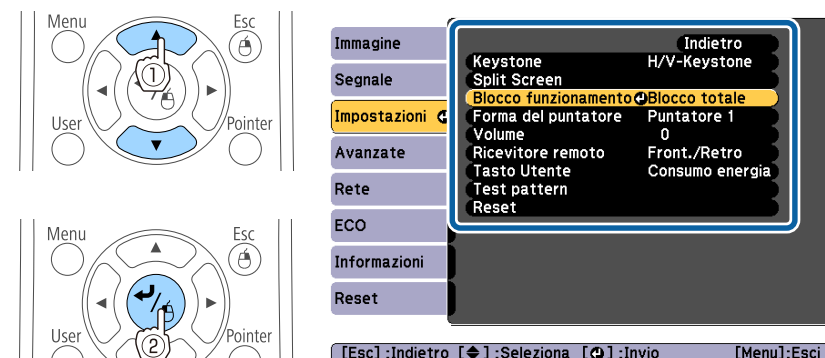 Menu
Esc
1
User
Pointer
Menu
Esc
User
2
Pointer
Immagine
Segnale
Impostazioni
Avanzate
Rete
ECO
Informazioni
Reset
Indietro
Keystone H/V-Keystone
Split Screen
Blocco funzionamento Blocco totale
Forma del puntatore Puntatore 1
Volume 0
Ricevitore remoto Front./Retro
Tasto Utente Consumo energia
Test pattern
Reset
[Esc] :Indietro [◆] :Seleziona [⏎] :Invio [Menu]:Esci